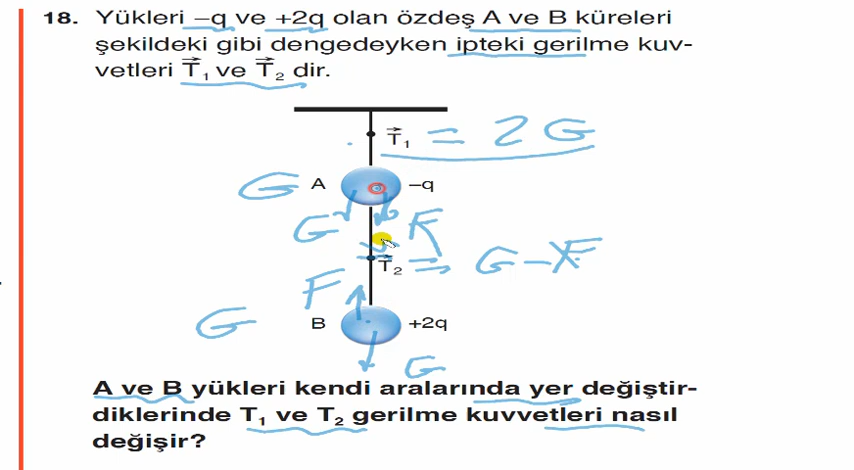 18. Yükleri –q ve +2q olan özdeş A ve B küreleri
şekildeki gibi dengedeyken ipteki gerilme kuv-
vetleri T⃗₁ ve T⃗₂ dir.
T⃗₁ = 2G
G A –q
G F
T⃗₂ = G – F
F
G B +2q
G
A ve B yükleri kendi aralarında yer değiştir-
diklerinde T₁ ve T₂ gerilme kuvvetleri nasıl
değişir?